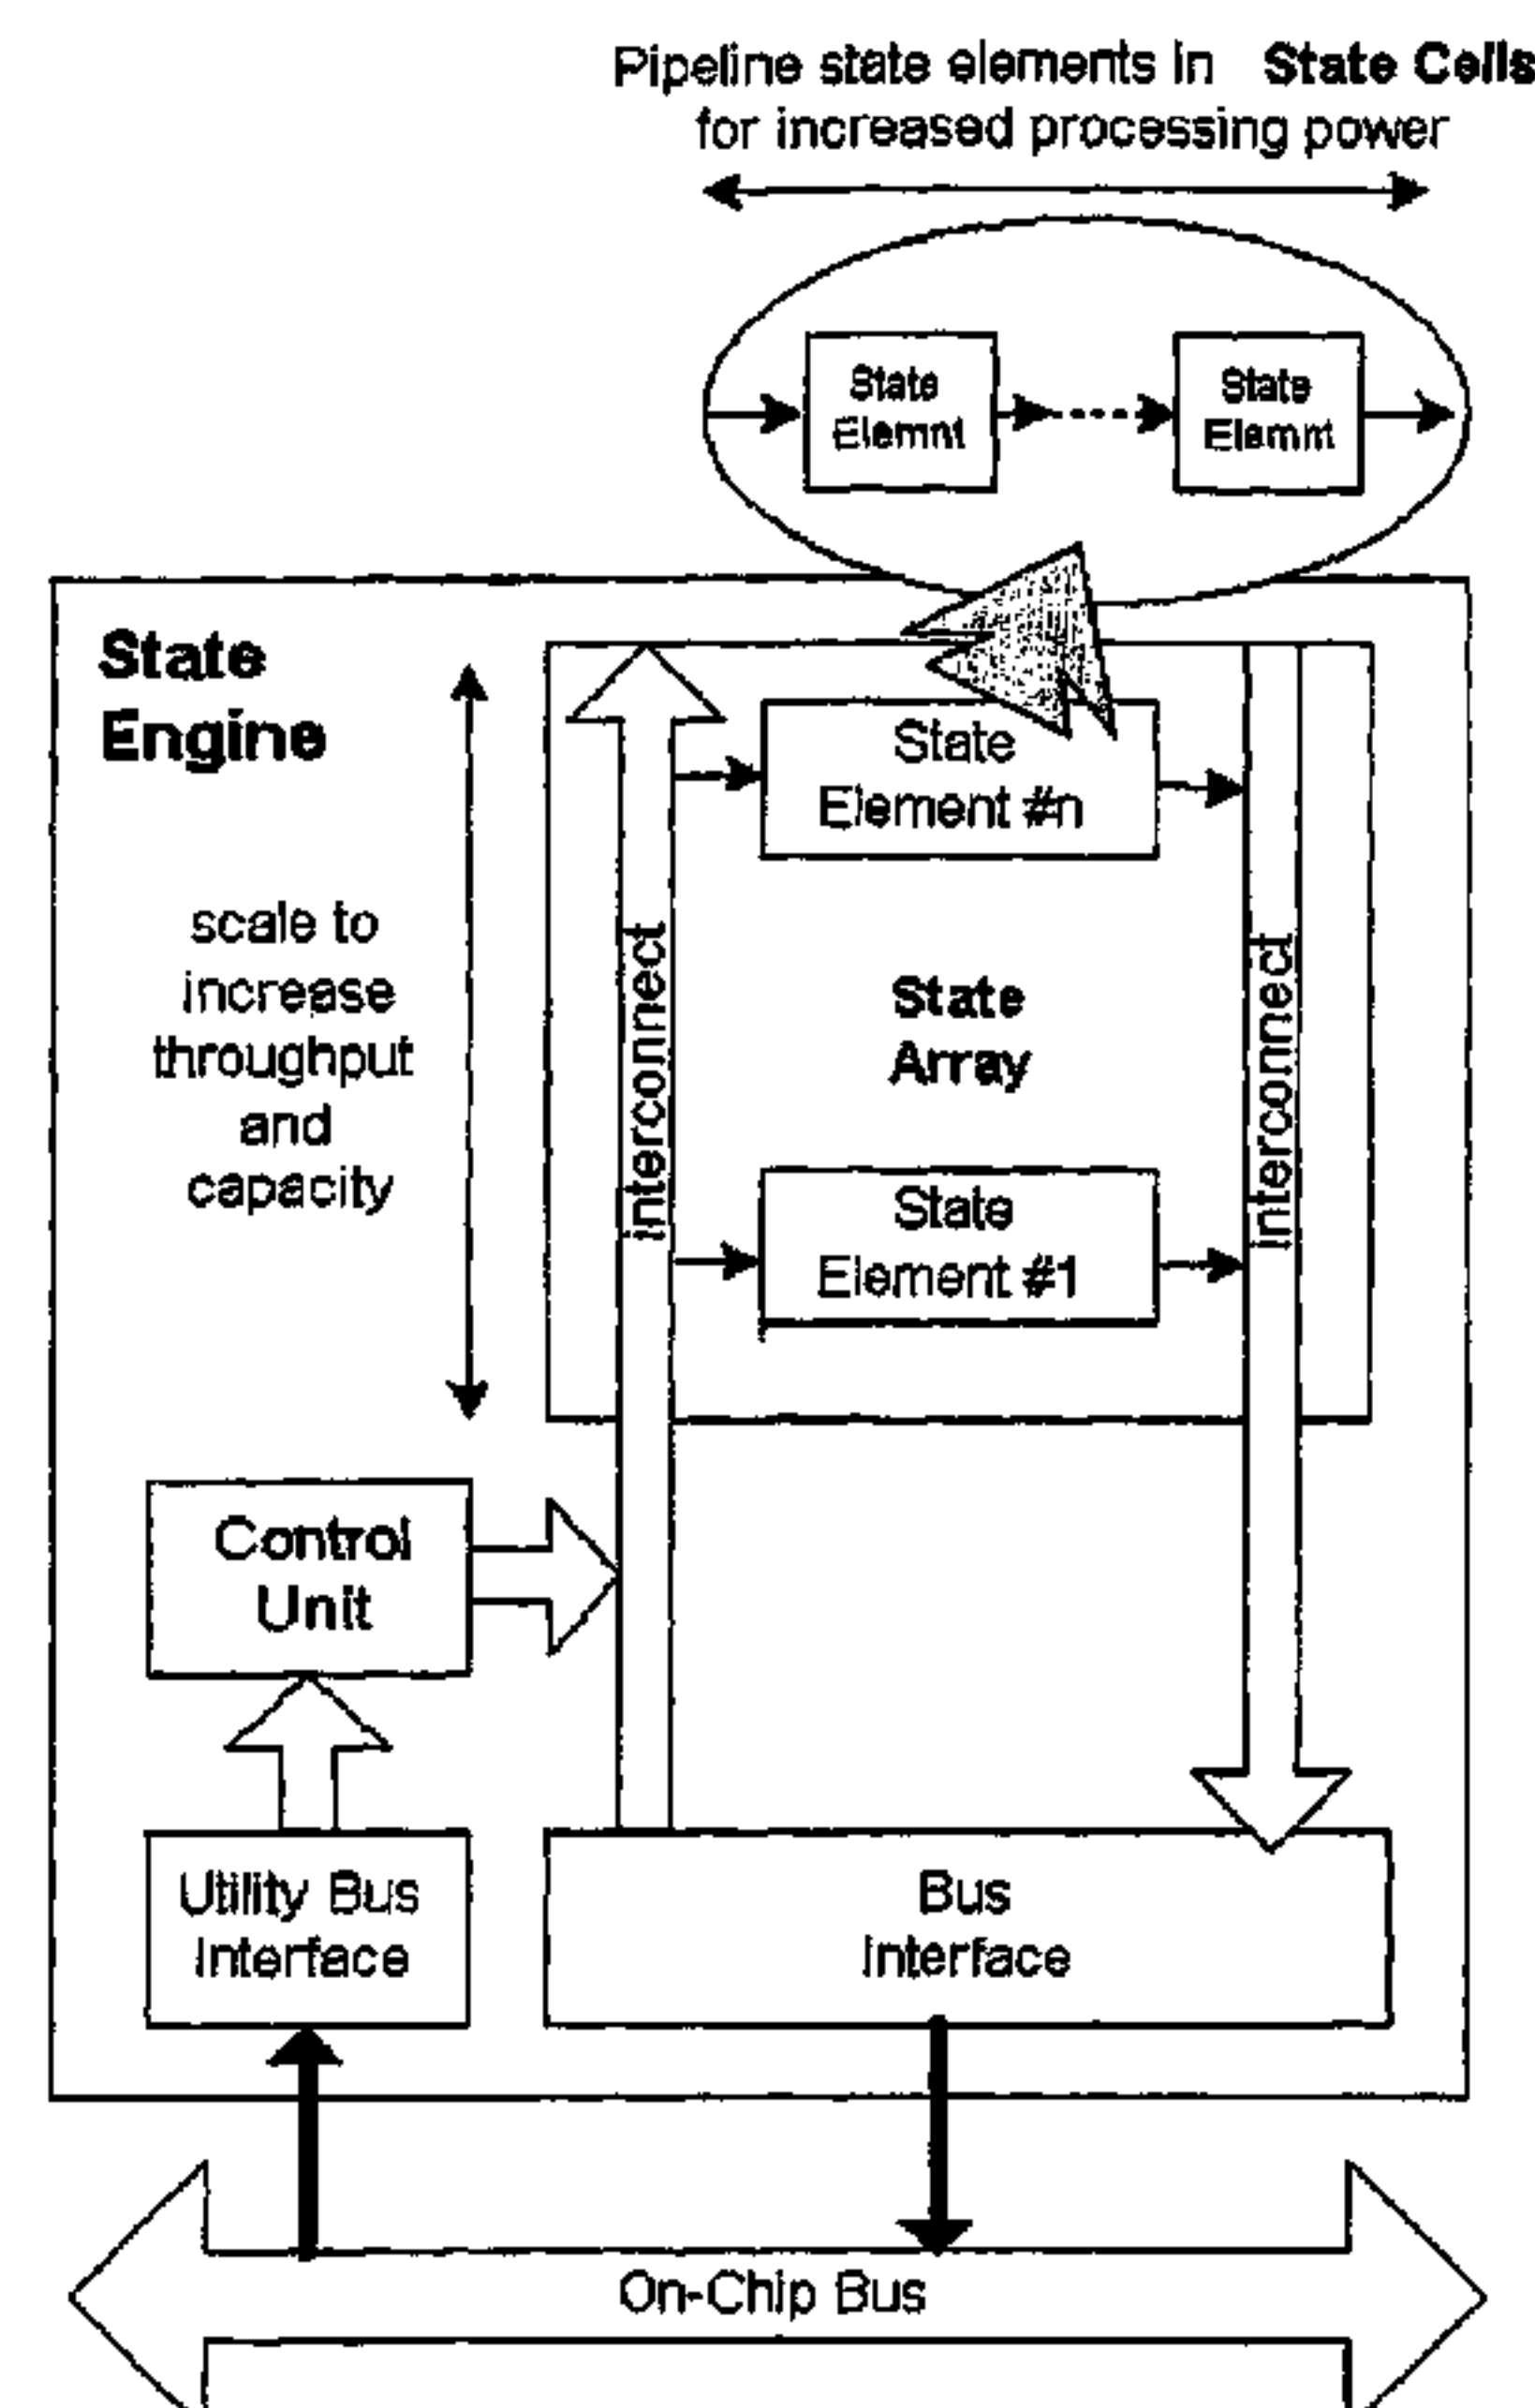 Pipeline state elements in State Cells
for increased processing power
State
Elemnt
State
Elemnt
State
Engine
scale to
increase
throughput
and
capacity
interconnect
State
Element #n
State
Array
State
Element #1
interconnect
Control
Unit
Utility Bus
Interface
Bus
Interface
On-Chip Bus